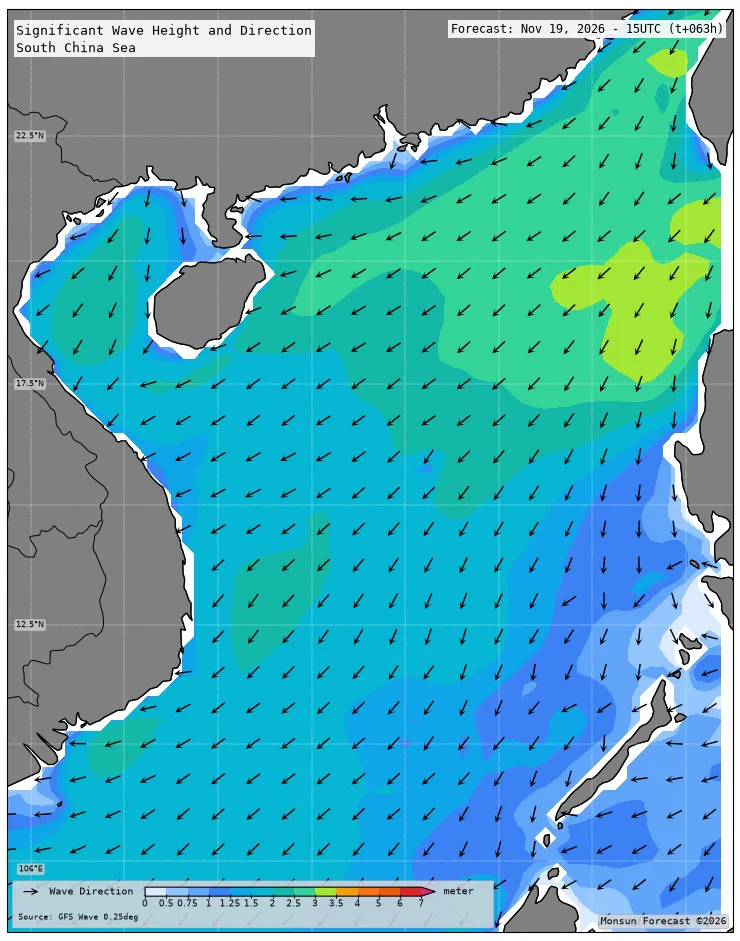 Significant Wave Height and Direction
South China Sea
Forecast: Nov 19, 2026 - 15UTC (t+063h)
22.5°N
17.5°N
12.5°N
106°E
Wave Direction
0 0.5 0.75 1 1.25 1.5 2 2.5 3 3.5 4 5 6 7 meter
Source: GFS Wave 0.25deg
Monsun Forecast ©2026